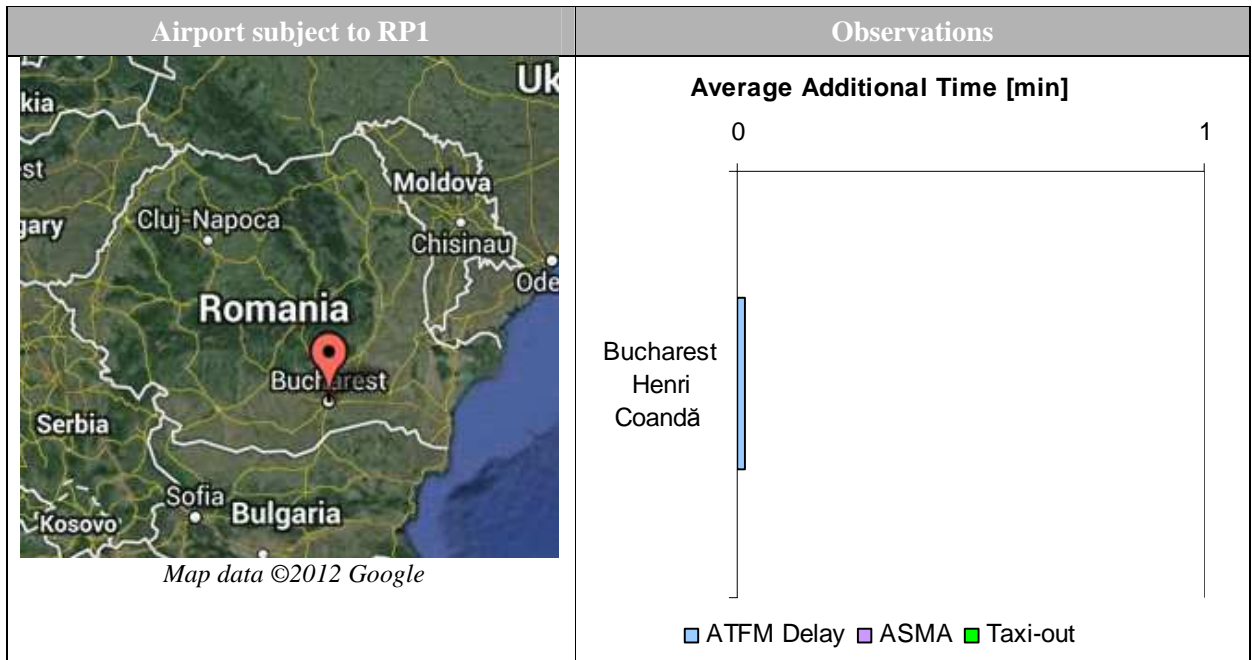 Airport subject to RP1
Observations
Uk
kia
st
gary
Moldova
Cluj-Napoca
Chisinau
Ode
Romania
Bucharest
Serbia
Sofia
Bulgaria
Kosovo
Map data ©2012 Google
Average Additional Time [min]
0 1
Bucharest
Henri
Coandă
ATFM Delay ASMA Taxi-out